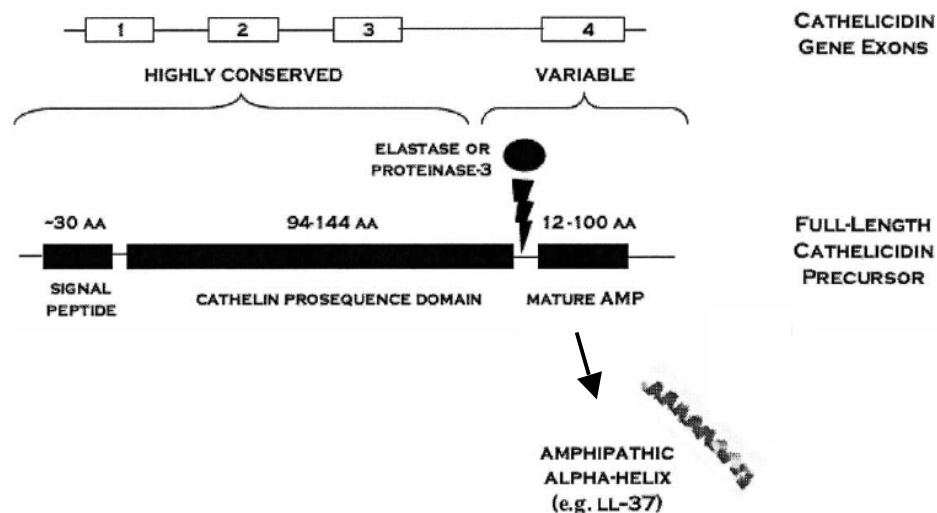 1
2
3
4
CATHELICIDIN
GENE EXONS
HIGHLY CONSERVED
VARIABLE
ELASTASE OR
PROTEINASE-3
~30 AA
94-144 AA
12-100 AA
FULL-LENGTH
CATHELICIDIN
PRECURSOR
SIGNAL
PEPTIDE
CATHELIN PROSEQUENCE DOMAIN
MATURE AMP
AMPHIPATHIC
ALPHA-HELIX
(e.g. LL-37)